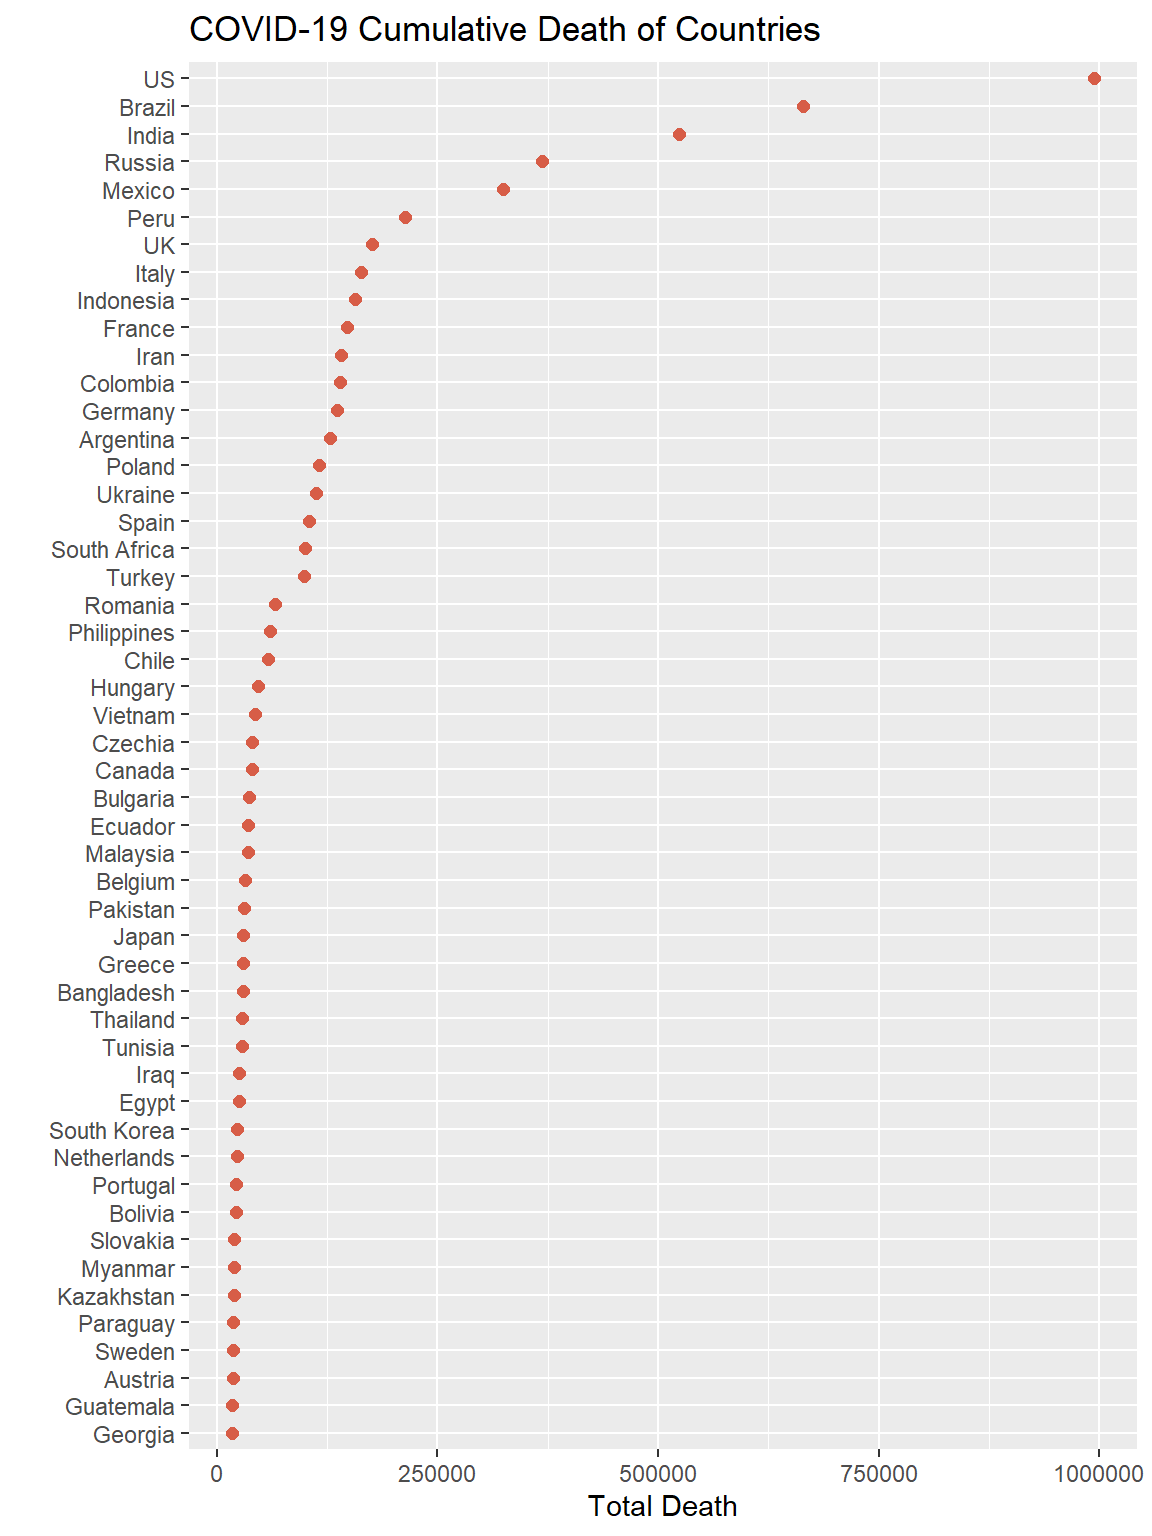 COVID-19 Cumulative Death of Countries
US
Brazil
India
Russia
Mexico
Peru
UK
Italy
Indonesia
France
Iran
Colombia
Germany
Argentina
Poland
Ukraine
Spain
South Africa
Turkey
Romania
Philippines
Chile
Hungary
Vietnam
Czechia
Canada
Bulgaria
Ecuador
Malaysia
Belgium
Pakistan
Japan
Greece
Bangladesh
Thailand
Tunisia
Iraq
Egypt
South Korea
Netherlands
Portugal
Bolivia
Slovakia
Myanmar
Kazakhstan
Paraguay
Sweden
Austria
Guatemala
Georgia
0 250000 500000 750000 1000000
Total Death